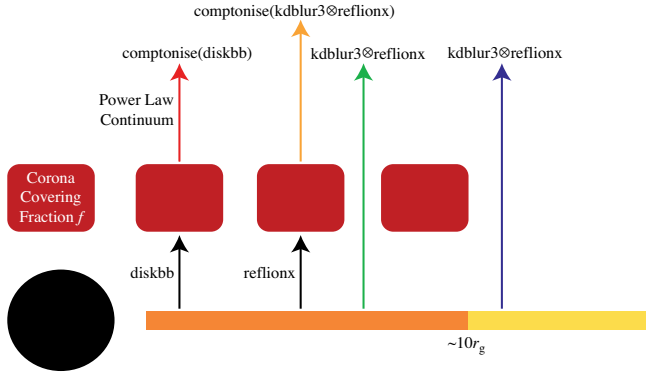 comptonise(kdblur3⊗reflionx)
comptonise(diskbb)
kdblur3⊗reflionx
kdblur3⊗reflionx
Power Law
Continuum
Corona
Covering
Fraction f
diskbb
reflionx
~10rg